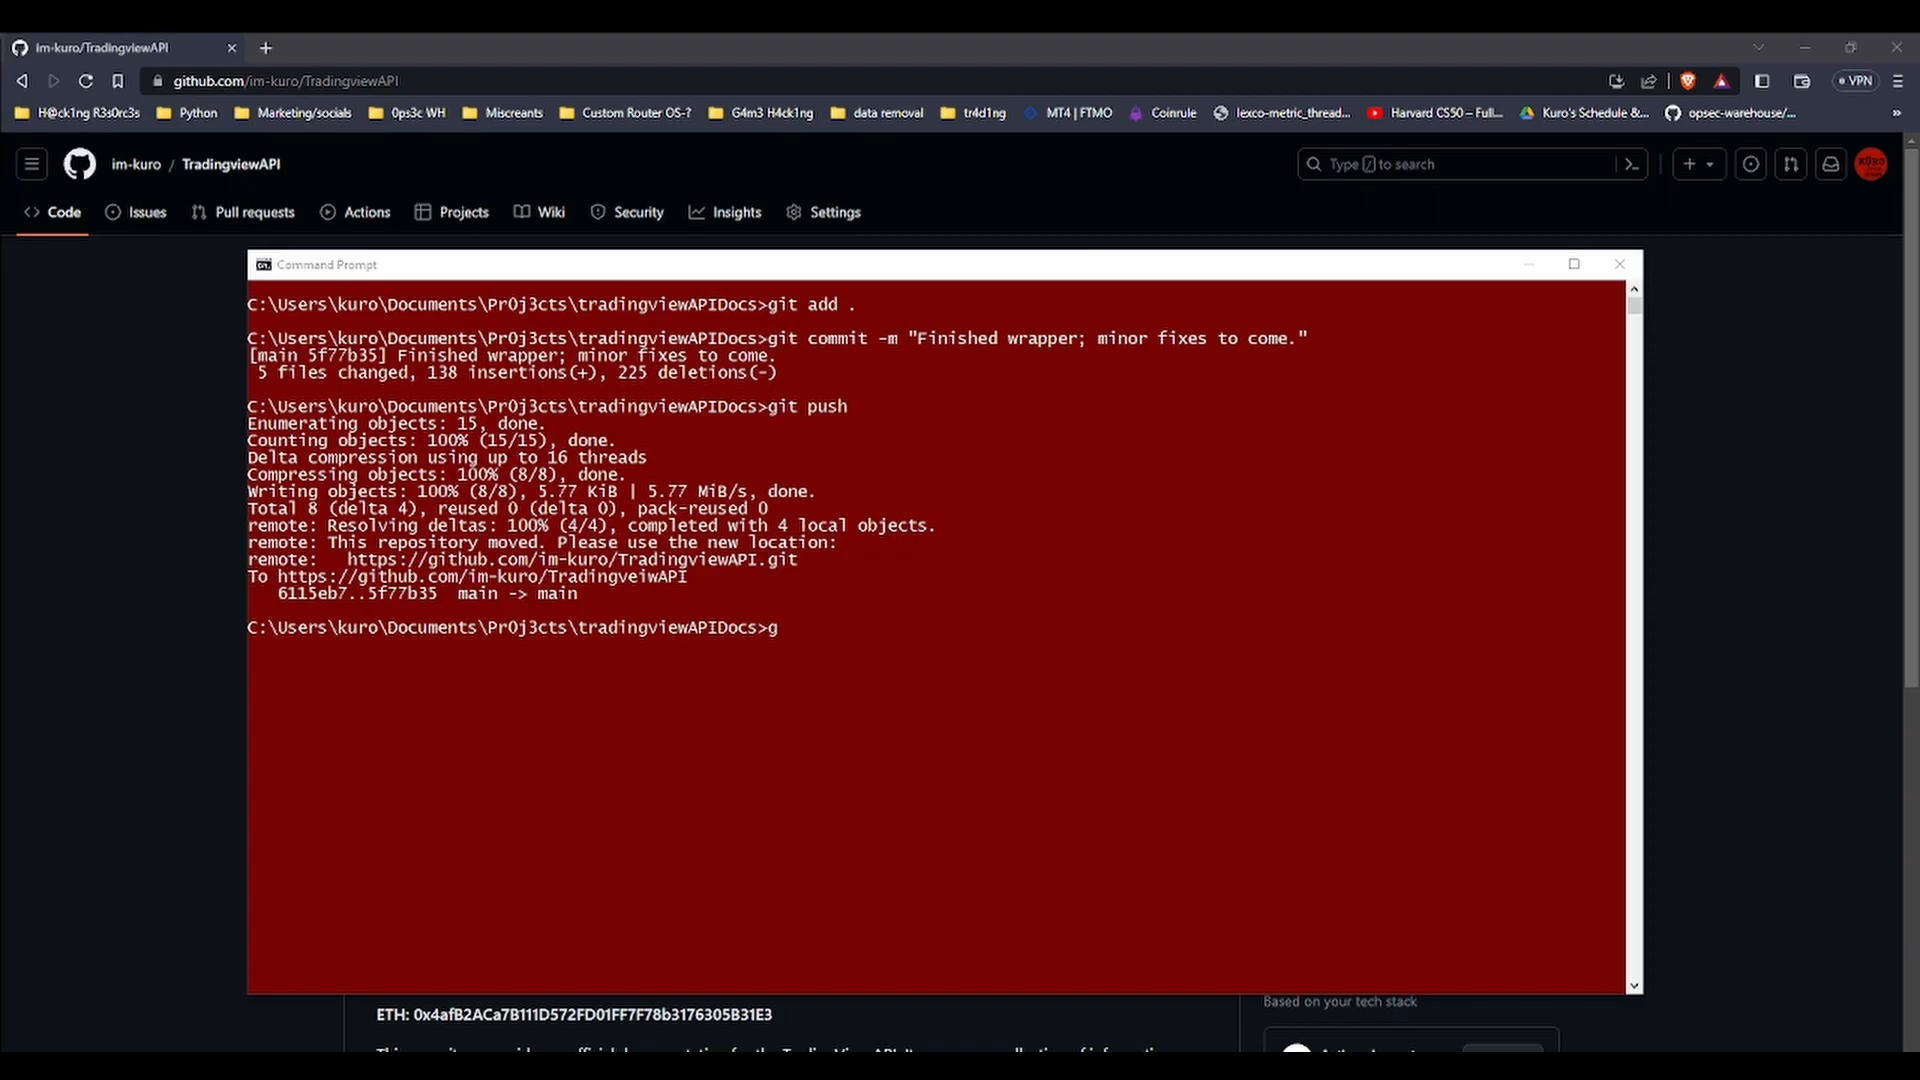 im-kuro/TradingviewAPI
github.com/im-kuro/TradingviewAPI
VPN
H@ck1ng R3s0rc3s
Python
Marketing/socials
0ps3c WH
Miscreants
Custom Router OS-?
G4m3 H4ck1ng
data removal
tr4d1ng
MT4 | FTMO
Coinrule
lexco-metric_thread...
Harvard CS50 – Full...
Kuro's Schedule &...
opsec-warehouse/...
»
im-kuro / TradingviewAPI
Type / to search
Code
Issues
Pull requests
Actions
Projects
Wiki
Security
Insights
Settings
Command Prompt
C:\Users\kuro\Documents\Pr0j3cts\tradingviewAPIDocs>git add .
C:\Users\kuro\Documents\Pr0j3cts\tradingviewAPIDocs>git commit -m "Finished wrapper; minor fixes to come."
[main 5f77b35] Finished wrapper; minor fixes to come.
5 files changed, 138 insertions(+), 225 deletions(-)
C:\Users\kuro\Documents\Pr0j3cts\tradingviewAPIDocs>git push
Enumerating objects: 15, done.
Counting objects: 100% (15/15), done.
Delta compression using up to 16 threads
Compressing objects: 100% (8/8), done.
Writing objects: 100% (8/8), 5.77 KiB | 5.77 MiB/s, done.
Total 8 (delta 4), reused 0 (delta 0), pack-reused 0
remote: Resolving deltas: 100% (4/4), completed with 4 local objects.
remote: This repository moved. Please use the new location:
remote:   https://github.com/im-kuro/TradingviewAPI.git
To https://github.com/im-kuro/TradingveiwAPI
6115eb7..5f77b35  main -> main
C:\Users\kuro\Documents\Pr0j3cts\tradingviewAPIDocs>g
Based on your tech stack
ETH: 0x4afB2ACa7B111D572FD01FF7F78b3176305B31E3